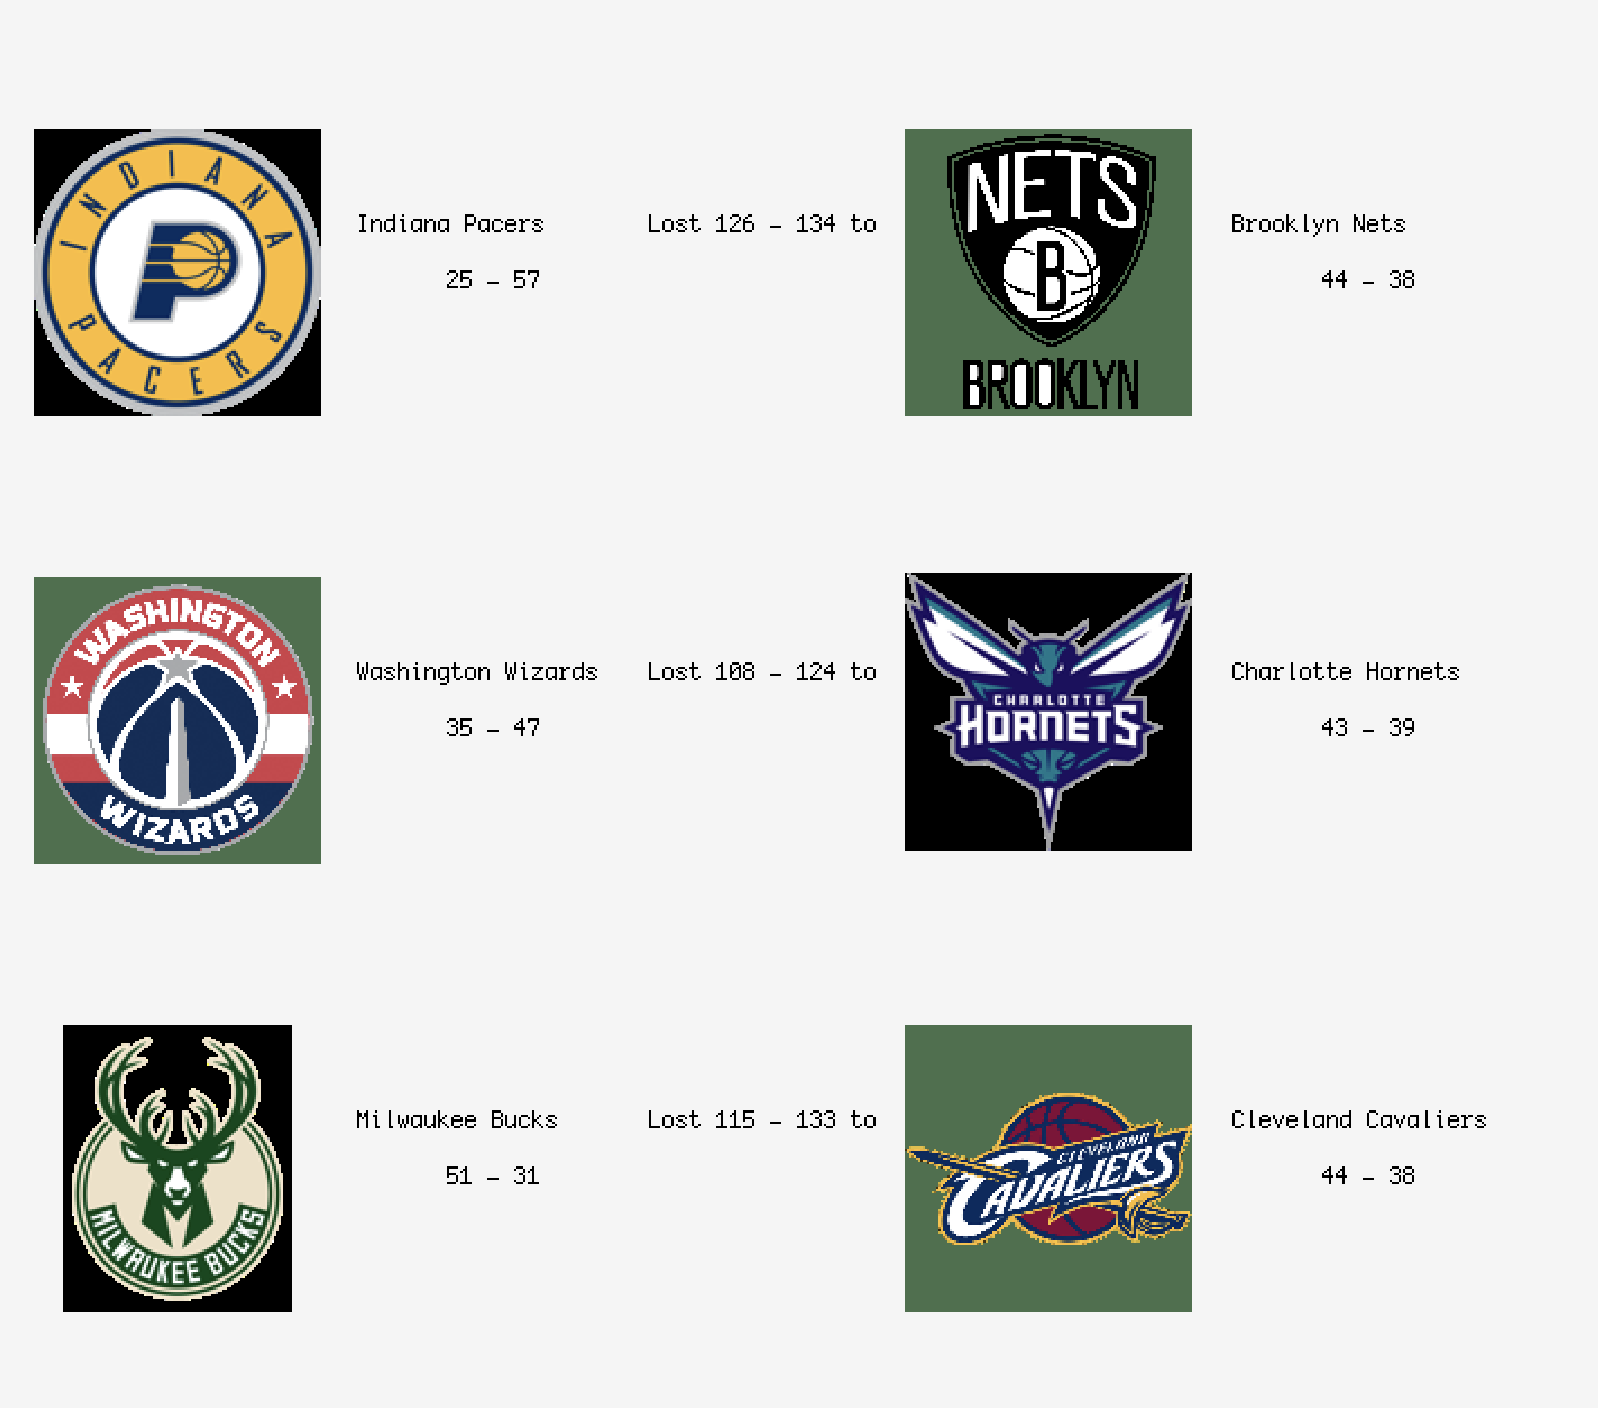 INDIANA
PACERS
Indiana Pacers
25 – 57
Lost 126 – 134 to
NETS
B
BROOKLYN
Brooklyn Nets
44 – 38
WASHINGTON
WIZARDS
Washington Wizards
35 – 47
Lost 108 – 124 to
CHARLOTTE
HORNETS
Charlotte Hornets
43 – 39
MILWAUKEE BUCKS
Milwaukee Bucks
51 – 31
Lost 115 – 133 to
CLEVELAND
CAVALIERS
Cleveland Cavaliers
44 – 38